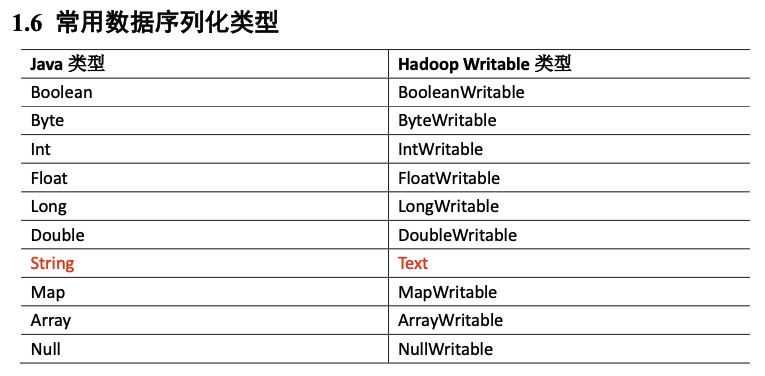 1.6 常用数据序列化类型
Java 类型 Hadoop Writable 类型
Boolean BooleanWritable
Byte ByteWritable
Int IntWritable
Float FloatWritable
Long LongWritable
Double DoubleWritable
String Text
Map MapWritable
Array ArrayWritable
Null NullWritable